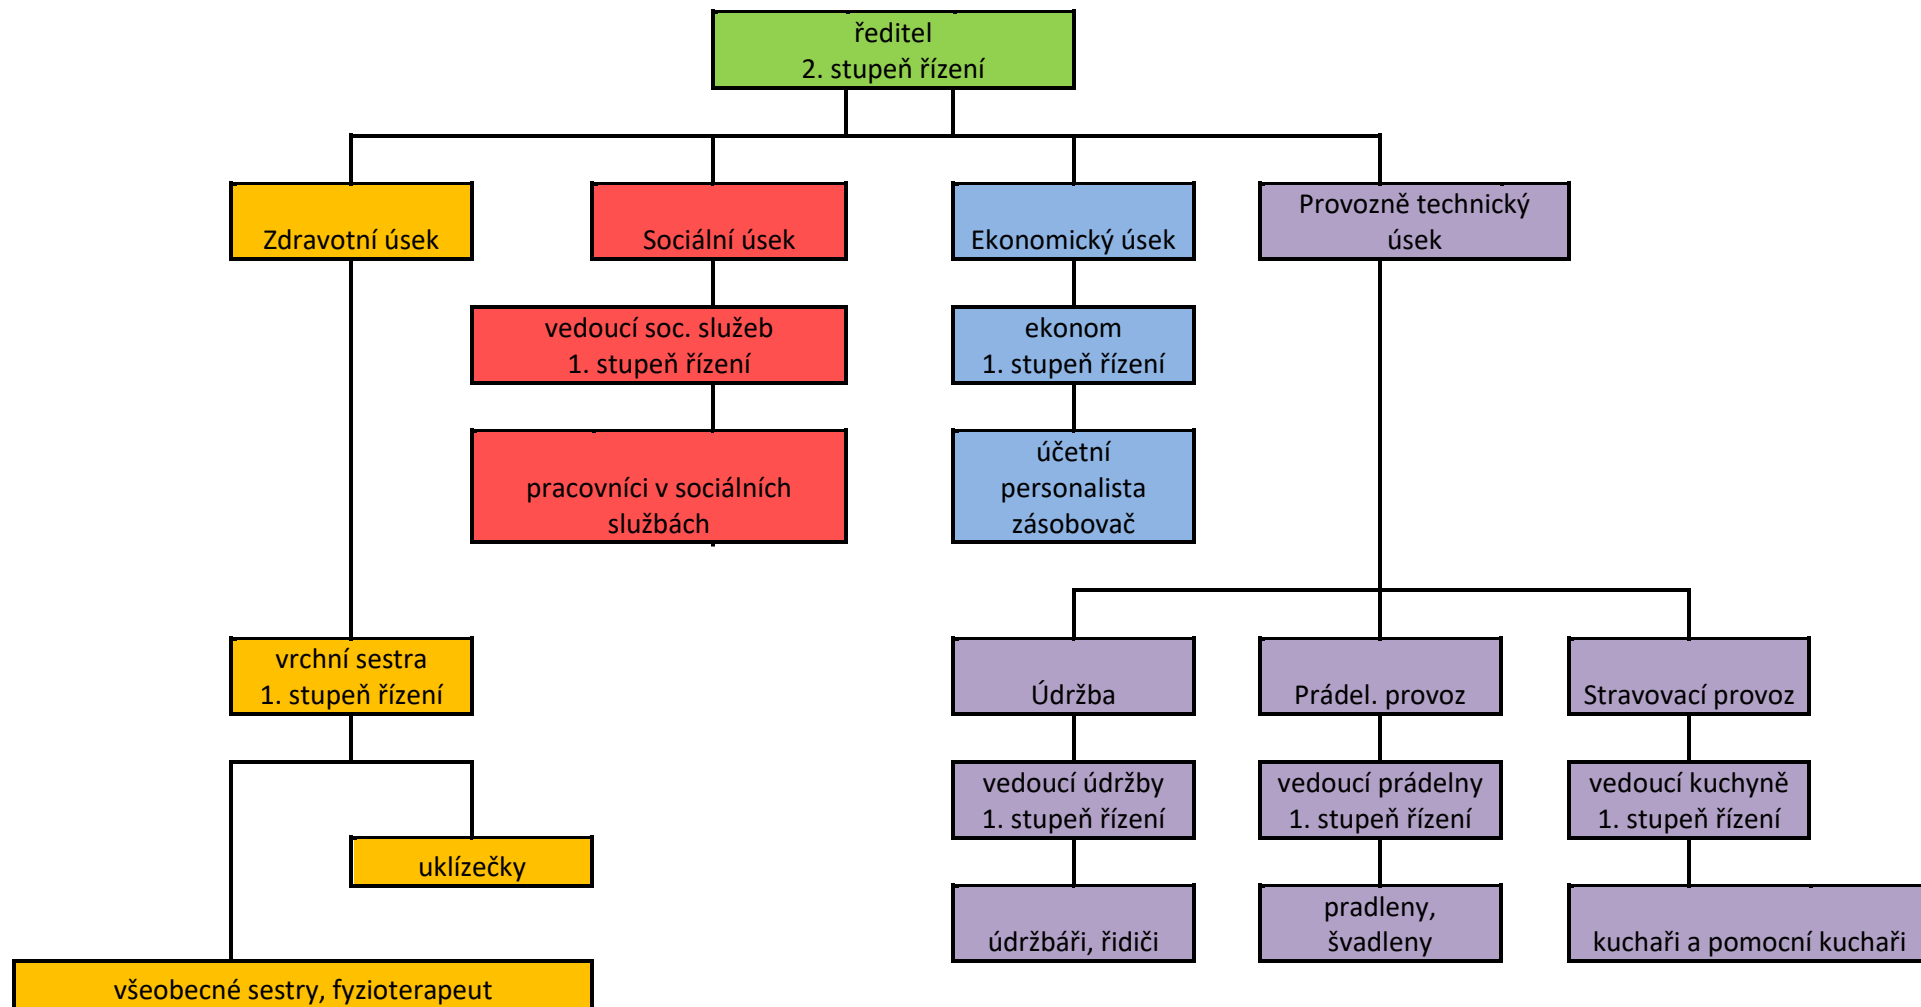 ředitel
2. stupeň řízení
Zdravotní úsek
Sociální úsek
Ekonomický úsek
Provozně technický
úsek
vedoucí soc. služeb
1. stupeň řízení
ekonom
1. stupeň řízení
pracovníci v sociálních
službách
účetní
personalista
zásobovač
vrchní sestra
1. stupeň řízení
Údržba
Prádel. provoz
Stravovací provoz
vedoucí údržby
1. stupeň řízení
vedoucí prádelny
1. stupeň řízení
vedoucí kuchyně
1. stupeň řízení
uklízečky
údržbáři, řidiči
pradleny,
švadleny
kuchaři a pomocní kuchaři
všeobecné sestry, fyzioterapeut